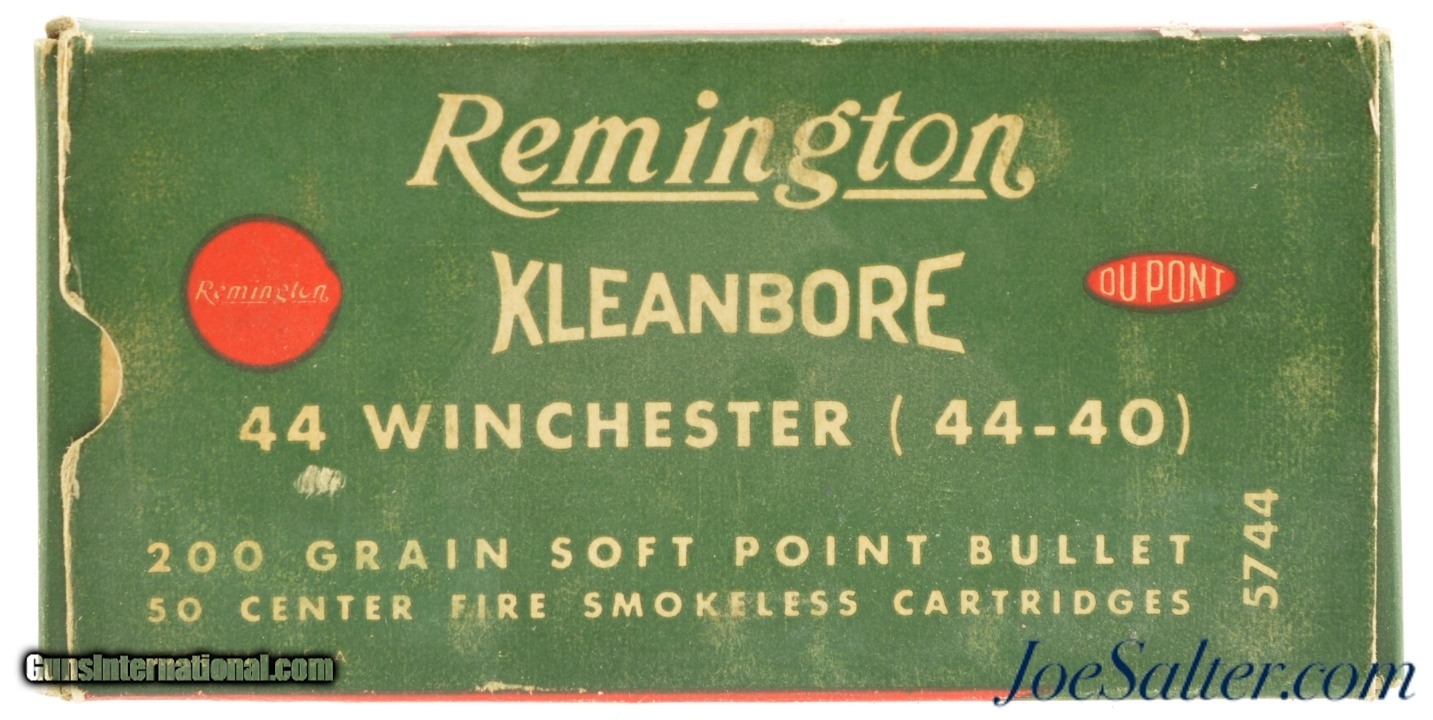 Remington
KLEANBORE
Remington
DU PONT
44 WINCHESTER (44-40)
200 GRAIN SOFT POINT BULLET
50 CENTER FIRE SMOKELESS CARTRIDGES
5744
GunsInternational.com
JoeSalter.com